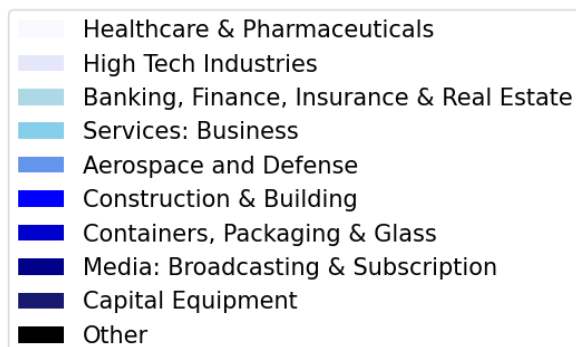 Healthcare & Pharmaceuticals
High Tech Industries
Banking, Finance, Insurance & Real Estate
Services: Business
Aerospace and Defense
Construction & Building
Containers, Packaging & Glass
Media: Broadcasting & Subscription
Capital Equipment
Other